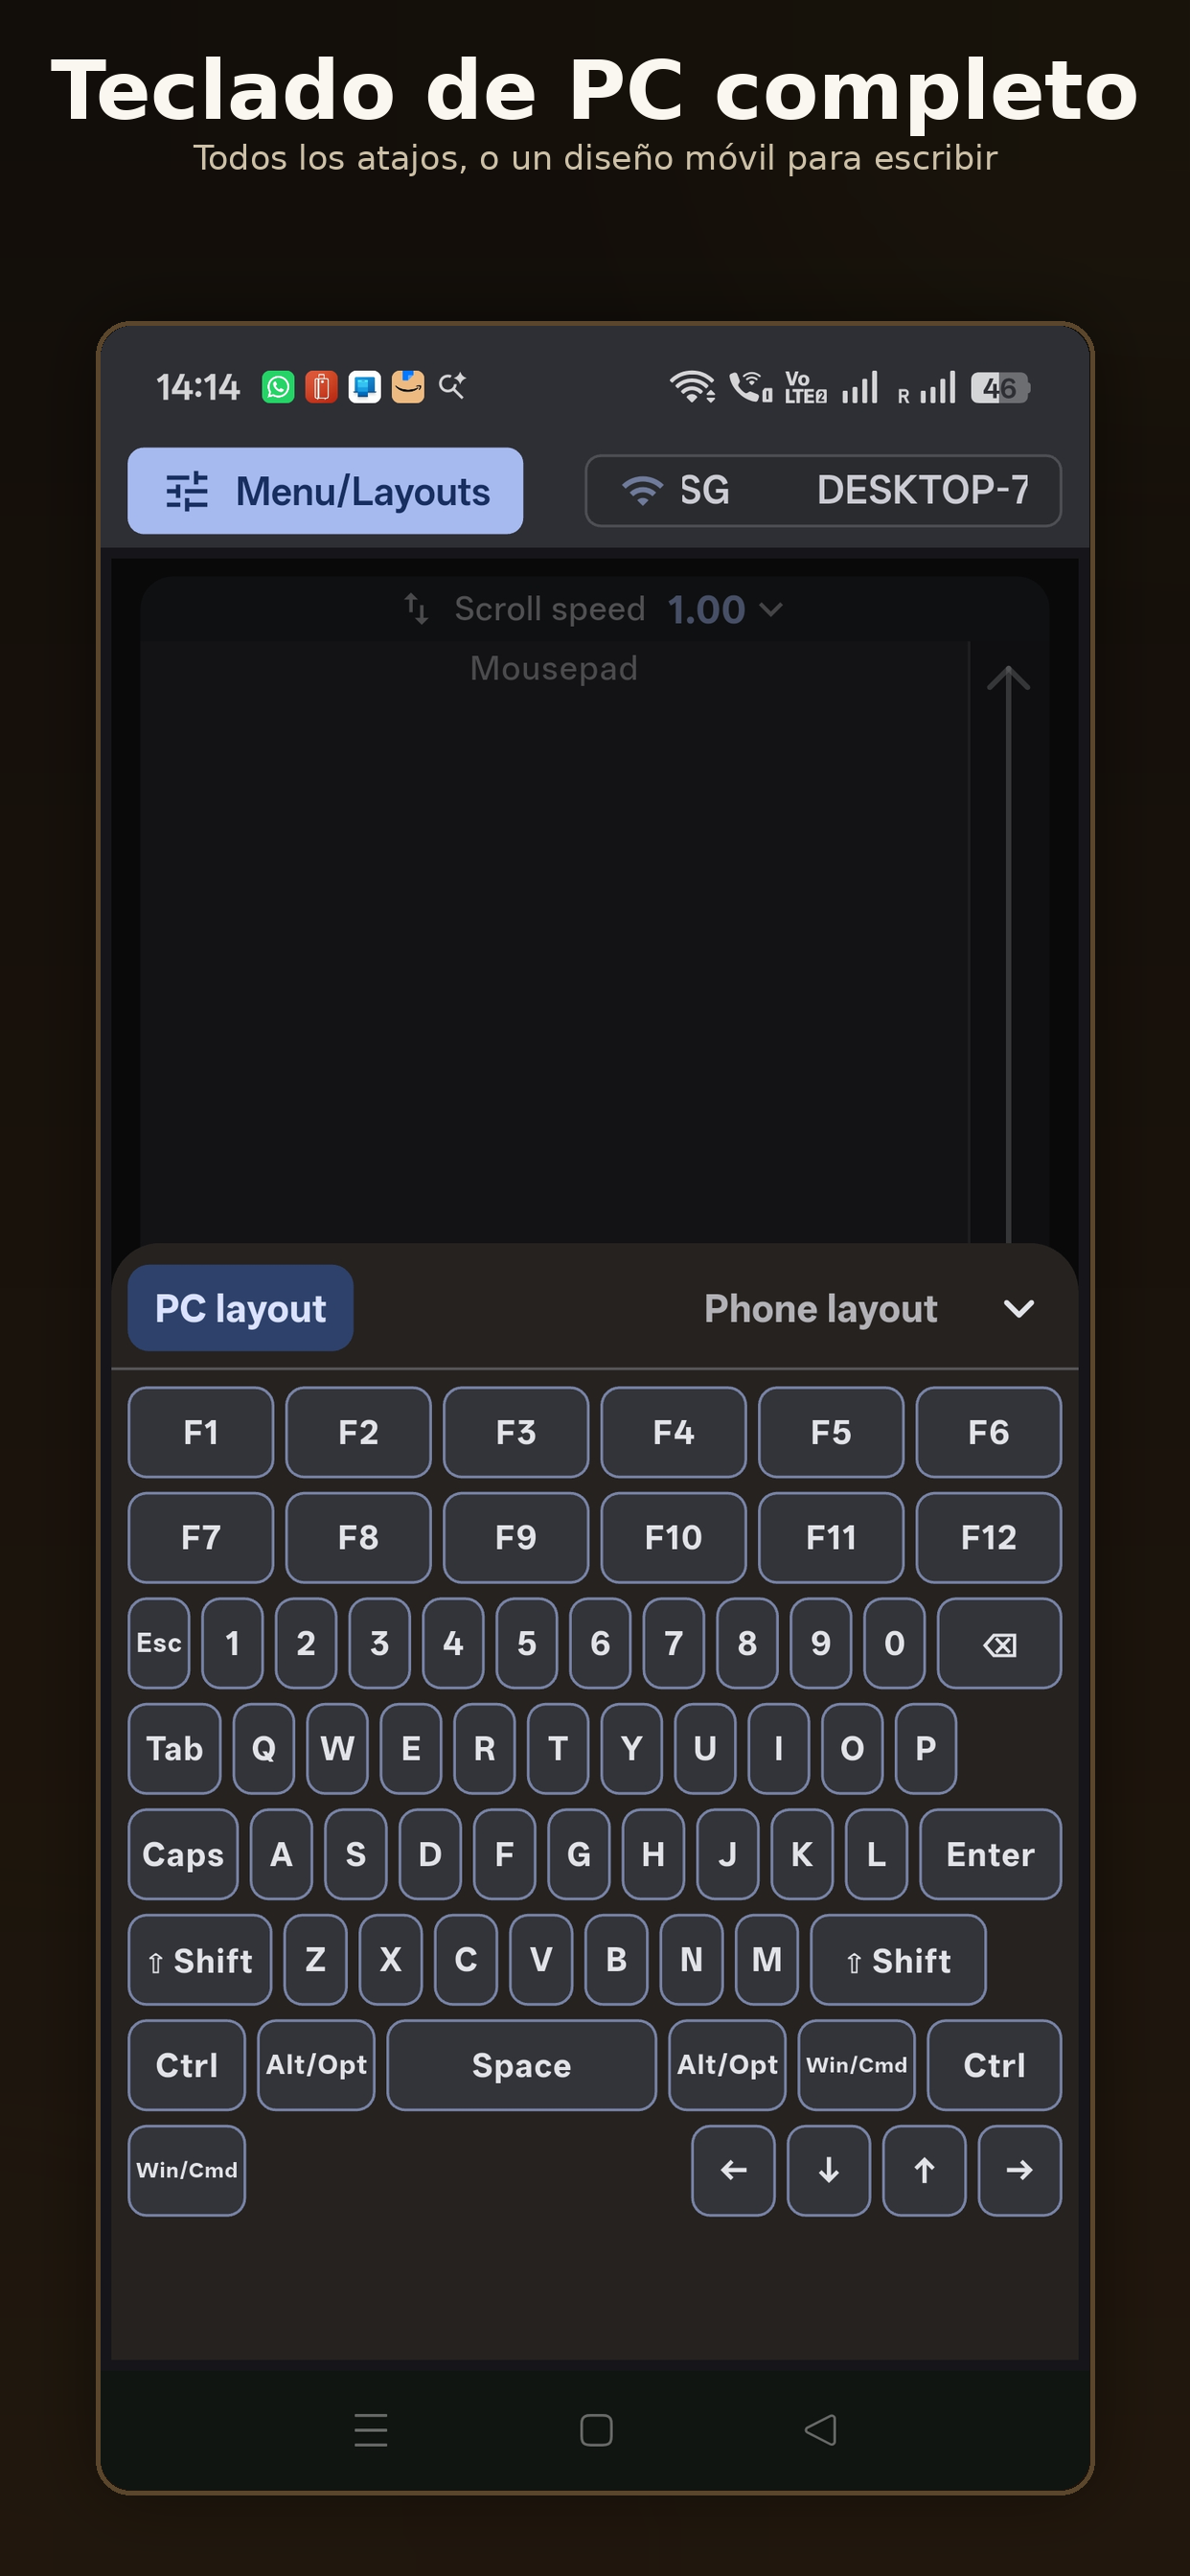 Teclado de PC completo
Todos los atajos, o un diseño móvil para escribir
14:14 Vo LTE2 R 46
Menu/Layouts SG DESKTOP-7
Scroll speed 1.00
Mousepad
PC layout Phone layout
F1 F2 F3 F4 F5 F6
F7 F8 F9 F10 F11 F12
Esc 1 2 3 4 5 6 7 8 9 0
Tab Q W E R T Y U I O P
Caps A S D F G H J K L Enter
⇧ Shift Z X C V B N M ⇧ Shift
Ctrl Alt/Opt Space Alt/Opt Win/Cmd Ctrl
Win/Cmd ← ↓ ↑ →